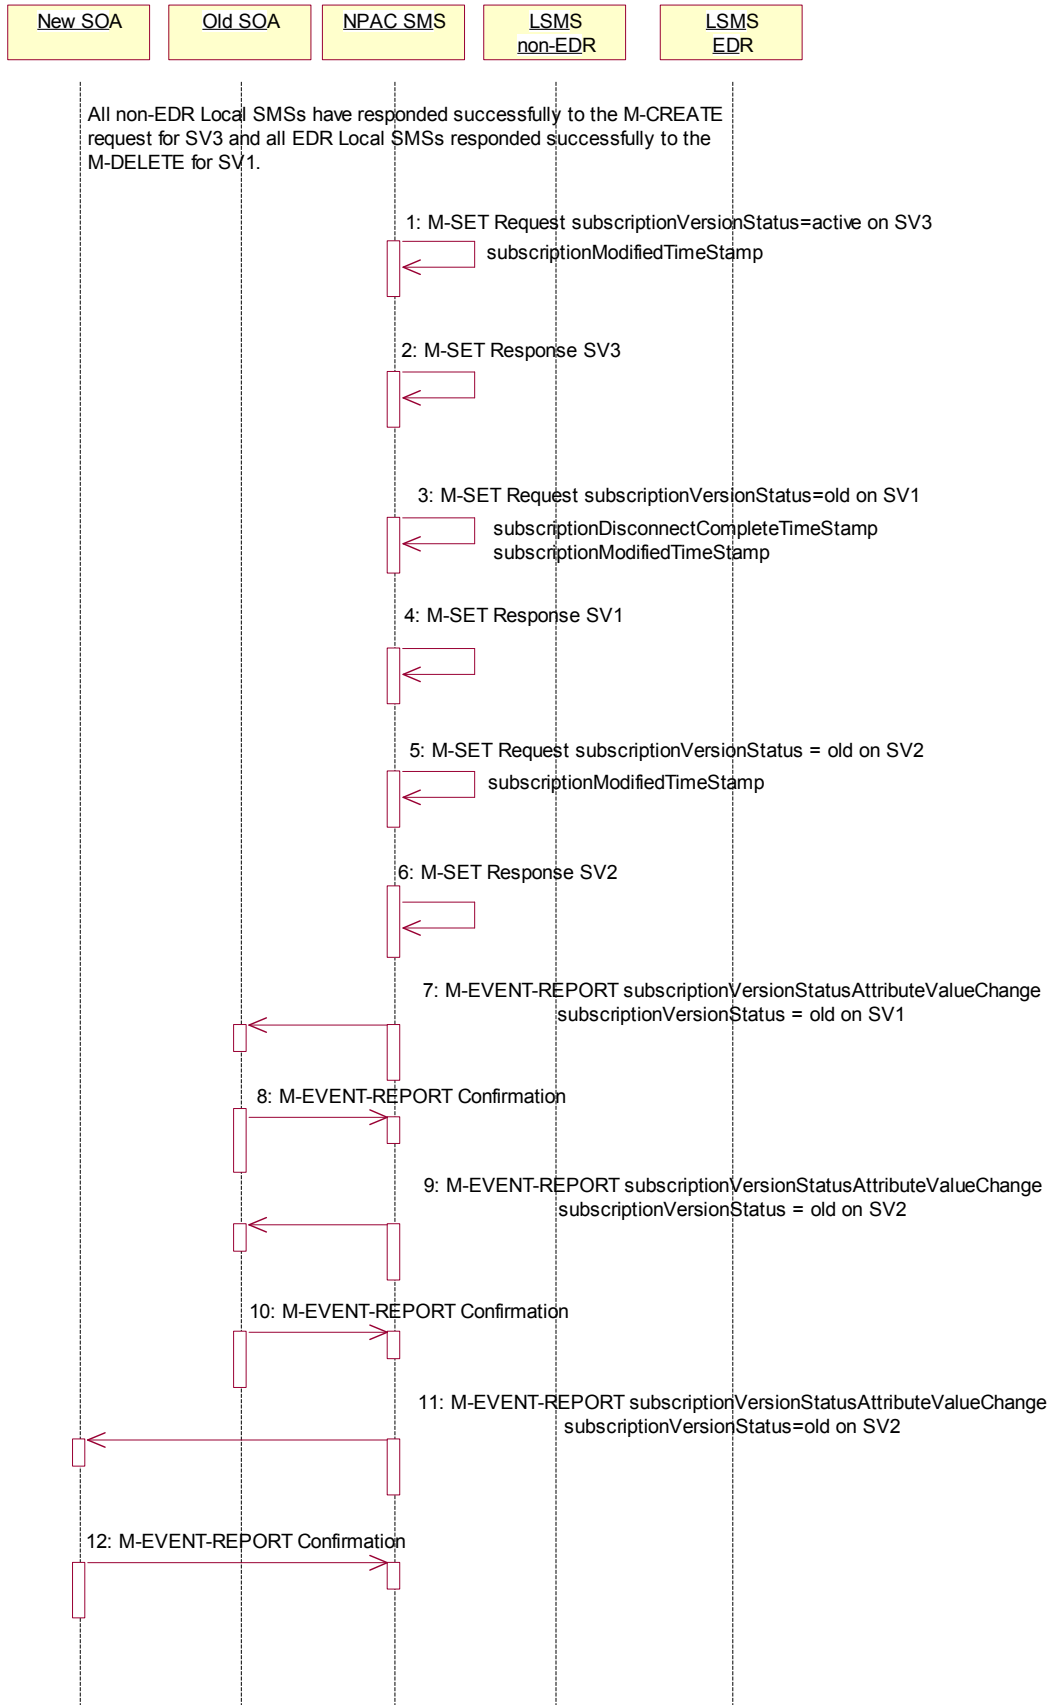 New SOA
Old SOA
NPAC SMS
LSMS
non-EDR
LSMS
EDR
All non-EDR Local SMSs have responded successfully to the M-CREATE
request for SV3 and all EDR Local SMSs responded successfully to the
M-DELETE for SV1.
1: M-SET Request subscriptionVersionStatus=active on SV3
subscriptionModifiedTimeStamp
2: M-SET Response SV3
3: M-SET Request subscriptionVersionStatus=old on SV1
subscriptionDisconnectCompleteTimeStamp
subscriptionModifiedTimeStamp
4: M-SET Response SV1
5: M-SET Request subscriptionVersionStatus = old on SV2
subscriptionModifiedTimeStamp
6: M-SET Response SV2
7: M-EVENT-REPORT subscriptionVersionStatusAttributeValueChange
subscriptionVersionStatus = old on SV1
8: M-EVENT-REPORT Confirmation
9: M-EVENT-REPORT subscriptionVersionStatusAttributeValueChange
subscriptionVersionStatus = old on SV2
10: M-EVENT-REPORT Confirmation
11: M-EVENT-REPORT subscriptionVersionStatusAttributeValueChange
subscriptionVersionStatus=old on SV2
12: M-EVENT-REPORT Confirmation